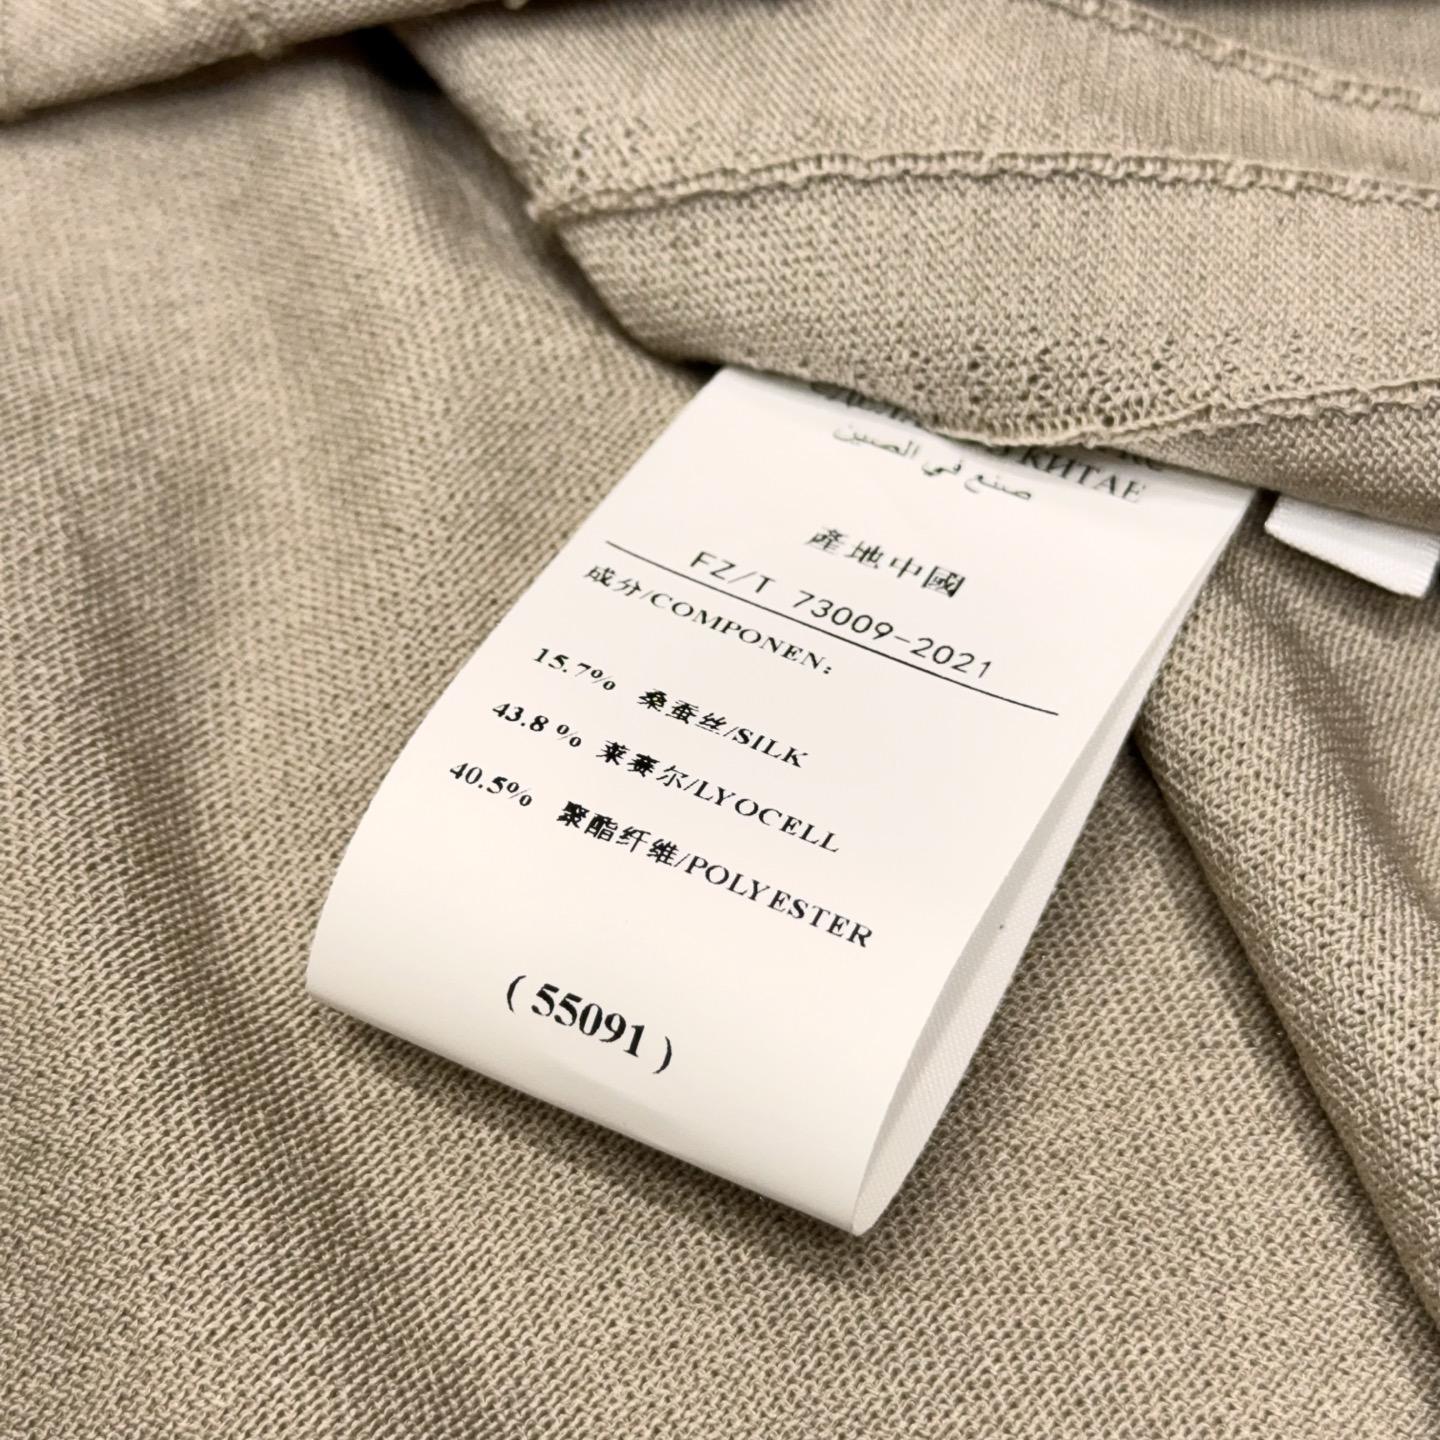 КИТАЕ
صنع في الصين
產地中國
FZ/T 73009-2021
成分/COMPONEN:
15.7% 桑蚕丝/SILK
43.8% 莱赛尔/LYOCELL
40.5% 聚酯纤维/POLYESTER
(55091)